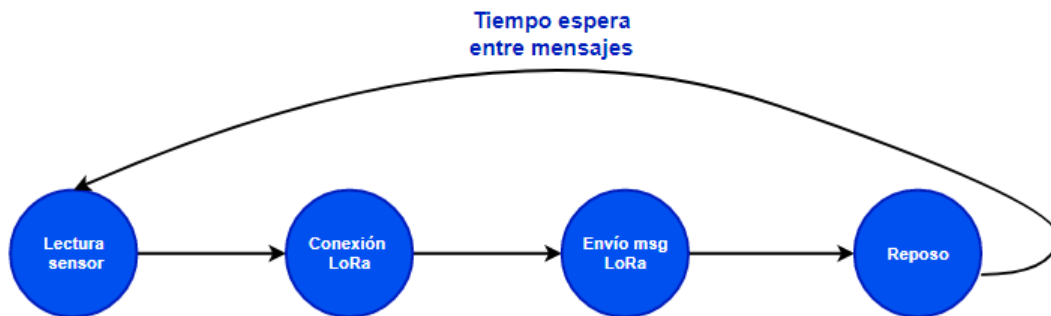 Tiempo espera
entre mensajes
Lectura
sensor
Conexión
LoRa
Envío msg
LoRa
Reposo